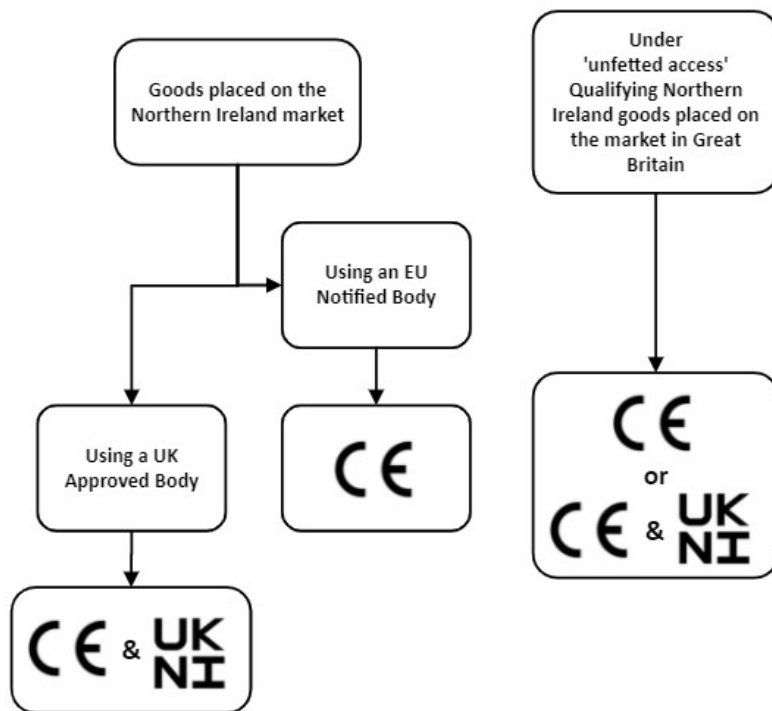 Goods placed on the
Northern Ireland market
Using an EU
Notified Body
CE
Using a UK
Approved Body
CE & UK
NI
Under
'unfetted access'
Qualifying Northern
Ireland goods placed on
the market in Great
Britain
CE
or
CE & UK
NI